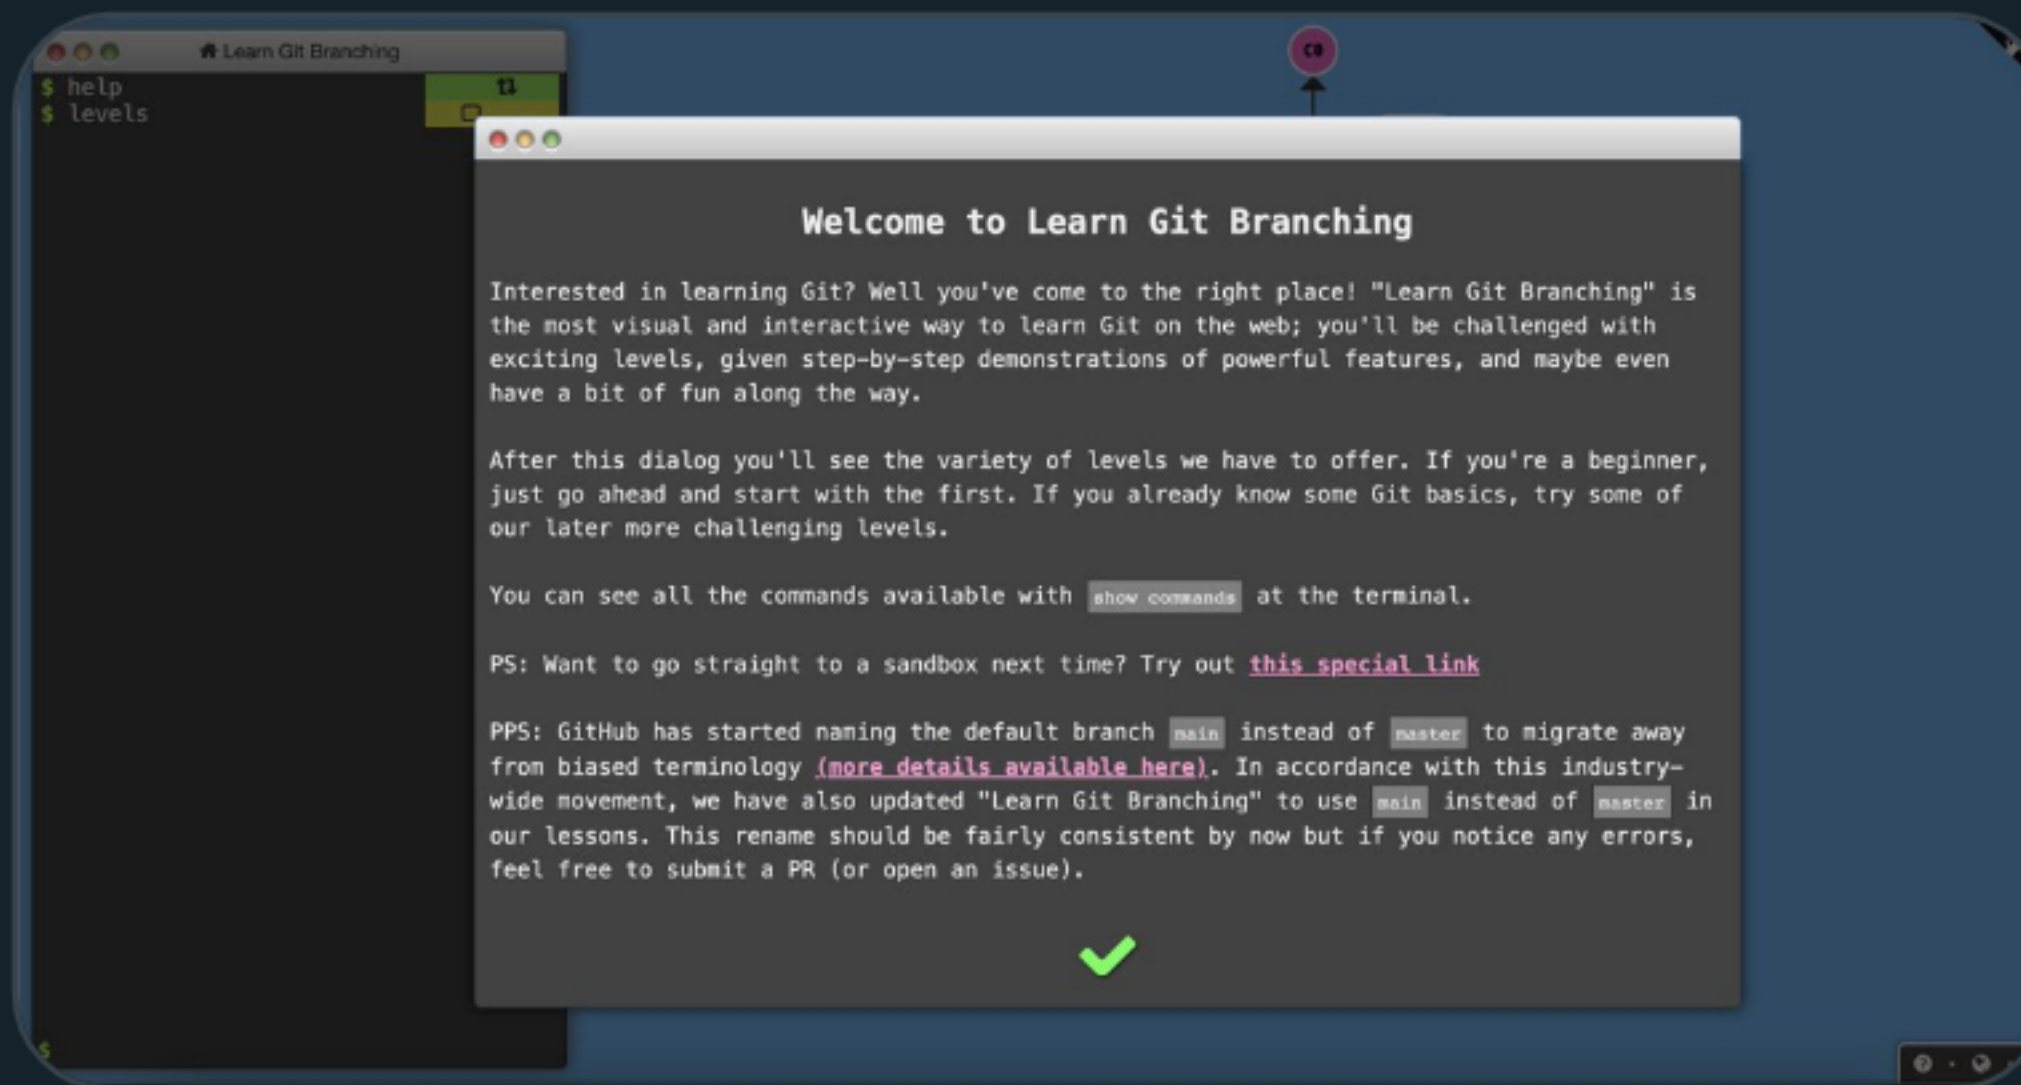 Learn Git Branching
$ help
$ levels
C0
Welcome to Learn Git Branching
Interested in learning Git? Well you've come to the right place! "Learn Git Branching" is
the most visual and interactive way to learn Git on the web; you'll be challenged with
exciting levels, given step-by-step demonstrations of powerful features, and maybe even
have a bit of fun along the way.
After this dialog you'll see the variety of levels we have to offer. If you're a beginner,
just go ahead and start with the first. If you already know some Git basics, try some of
our later more challenging levels.
You can see all the commands available with show commands at the terminal.
PS: Want to go straight to a sandbox next time? Try out this special link
PPS: GitHub has started naming the default branch main instead of master to migrate away
from biased terminology (more details available here). In accordance with this industry-
wide movement, we have also updated "Learn Git Branching" to use main instead of master in
our lessons. This rename should be fairly consistent by now but if you notice any errors,
feel free to submit a PR (or open an issue).
$